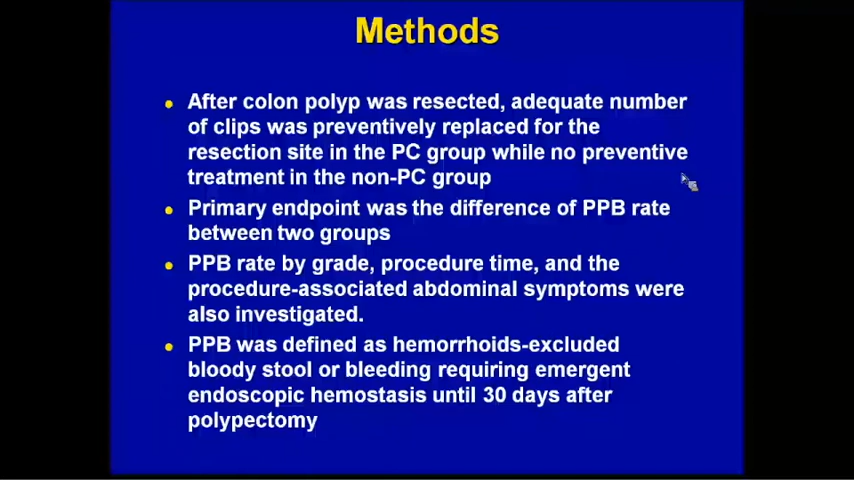 Methods
After colon polyp was resected, adequate number
of clips was preventively replaced for the
resection site in the PC group while no preventive
treatment in the non-PC group
Primary endpoint was the difference of PPB rate
between two groups
PPB rate by grade, procedure time, and the
procedure-associated abdominal symptoms were
also investigated.
PPB was defined as hemorrhoids-excluded
bloody stool or bleeding requiring emergent
endoscopic hemostasis until 30 days after
polypectomy